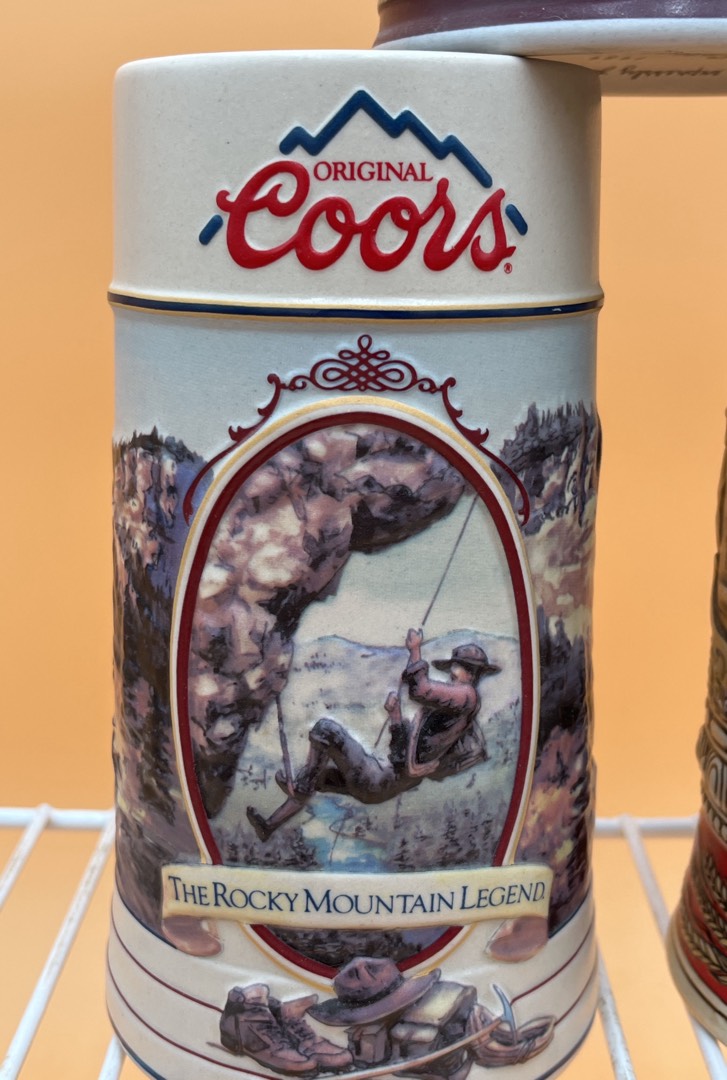 ORIGINAL
Coors®
THE ROCKY MOUNTAIN LEGEND.